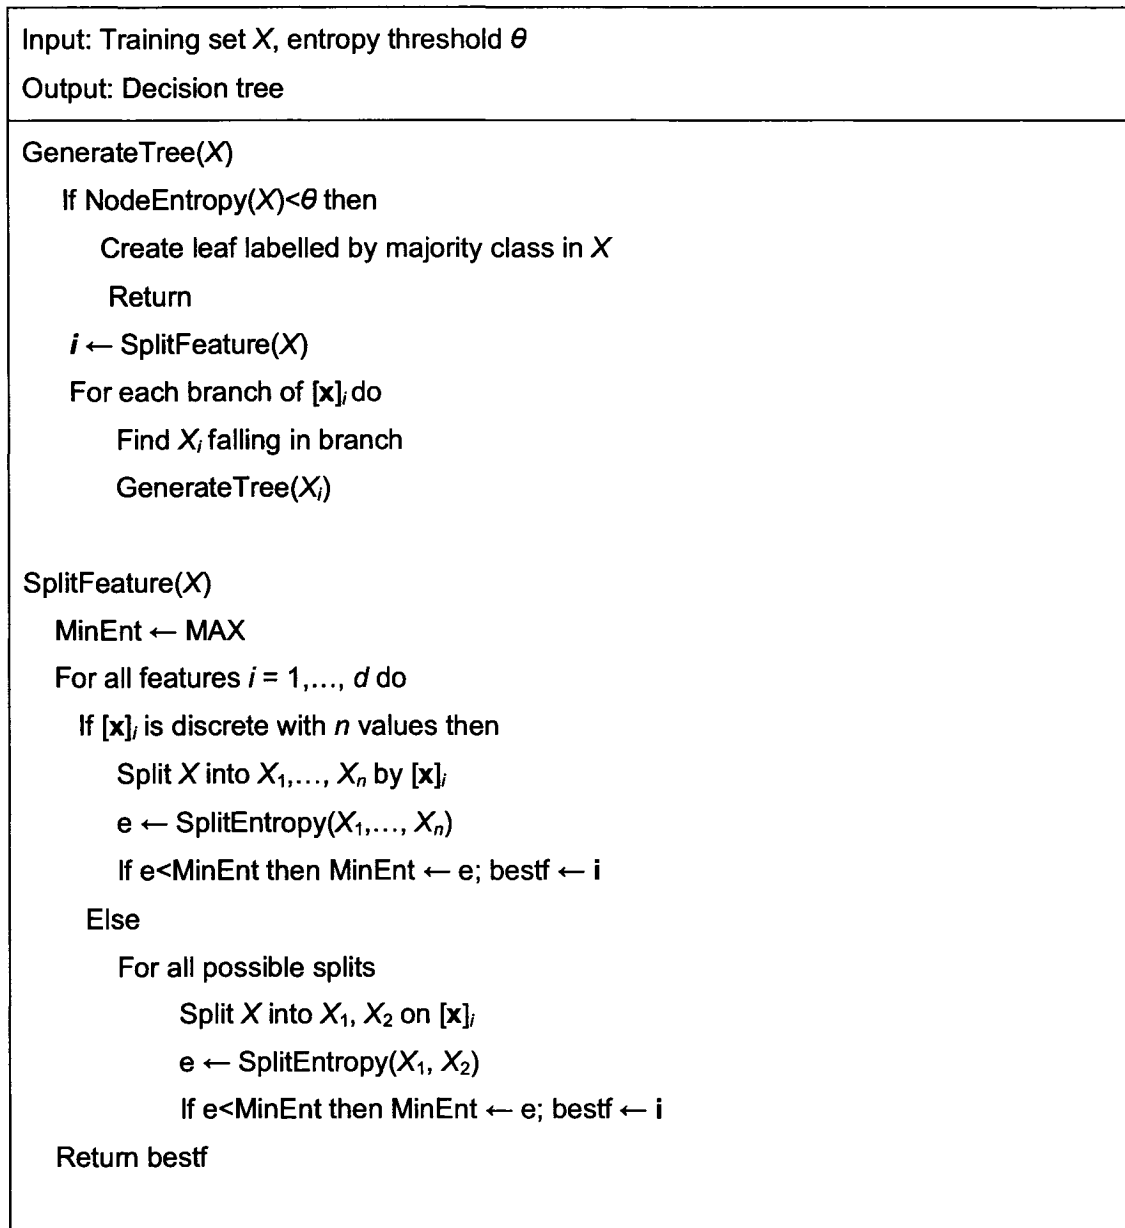 Input: Training set X, entropy threshold θ
Output: Decision tree
GenerateTree(X)
If NodeEntropy(X)<θ then
Create leaf labelled by majority class in X
Return
i ← SplitFeature(X)
For each branch of [x]i do
Find Xi falling in branch
GenerateTree(Xi)
SplitFeature(X)
MinEnt ← MAX
For all features i = 1,..., d do
If [x]i is discrete with n values then
Split X into X1,..., Xn by [x]i
e ← SplitEntropy(X1,..., Xn)
If e<MinEnt then MinEnt ← e; bestf ← i
Else
For all possible splits
Split X into X1, X2 on [x]i
e ← SplitEntropy(X1, X2)
If e<MinEnt then MinEnt ← e; bestf ← i
Return bestf